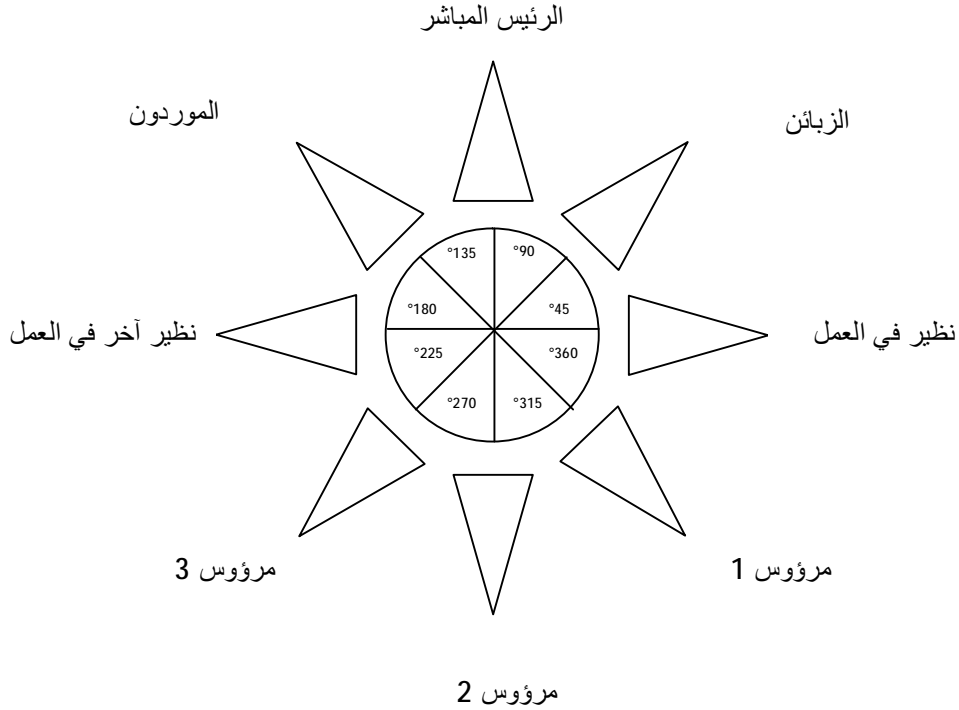 الرئيس المباشر
الزبائن
الموردون
°135
°90
°180
°45
نظير في العمل
نظير آخر في العمل
°225
°360
°270
°315
مرؤوس 1
مرؤوس 3
مرؤوس 2